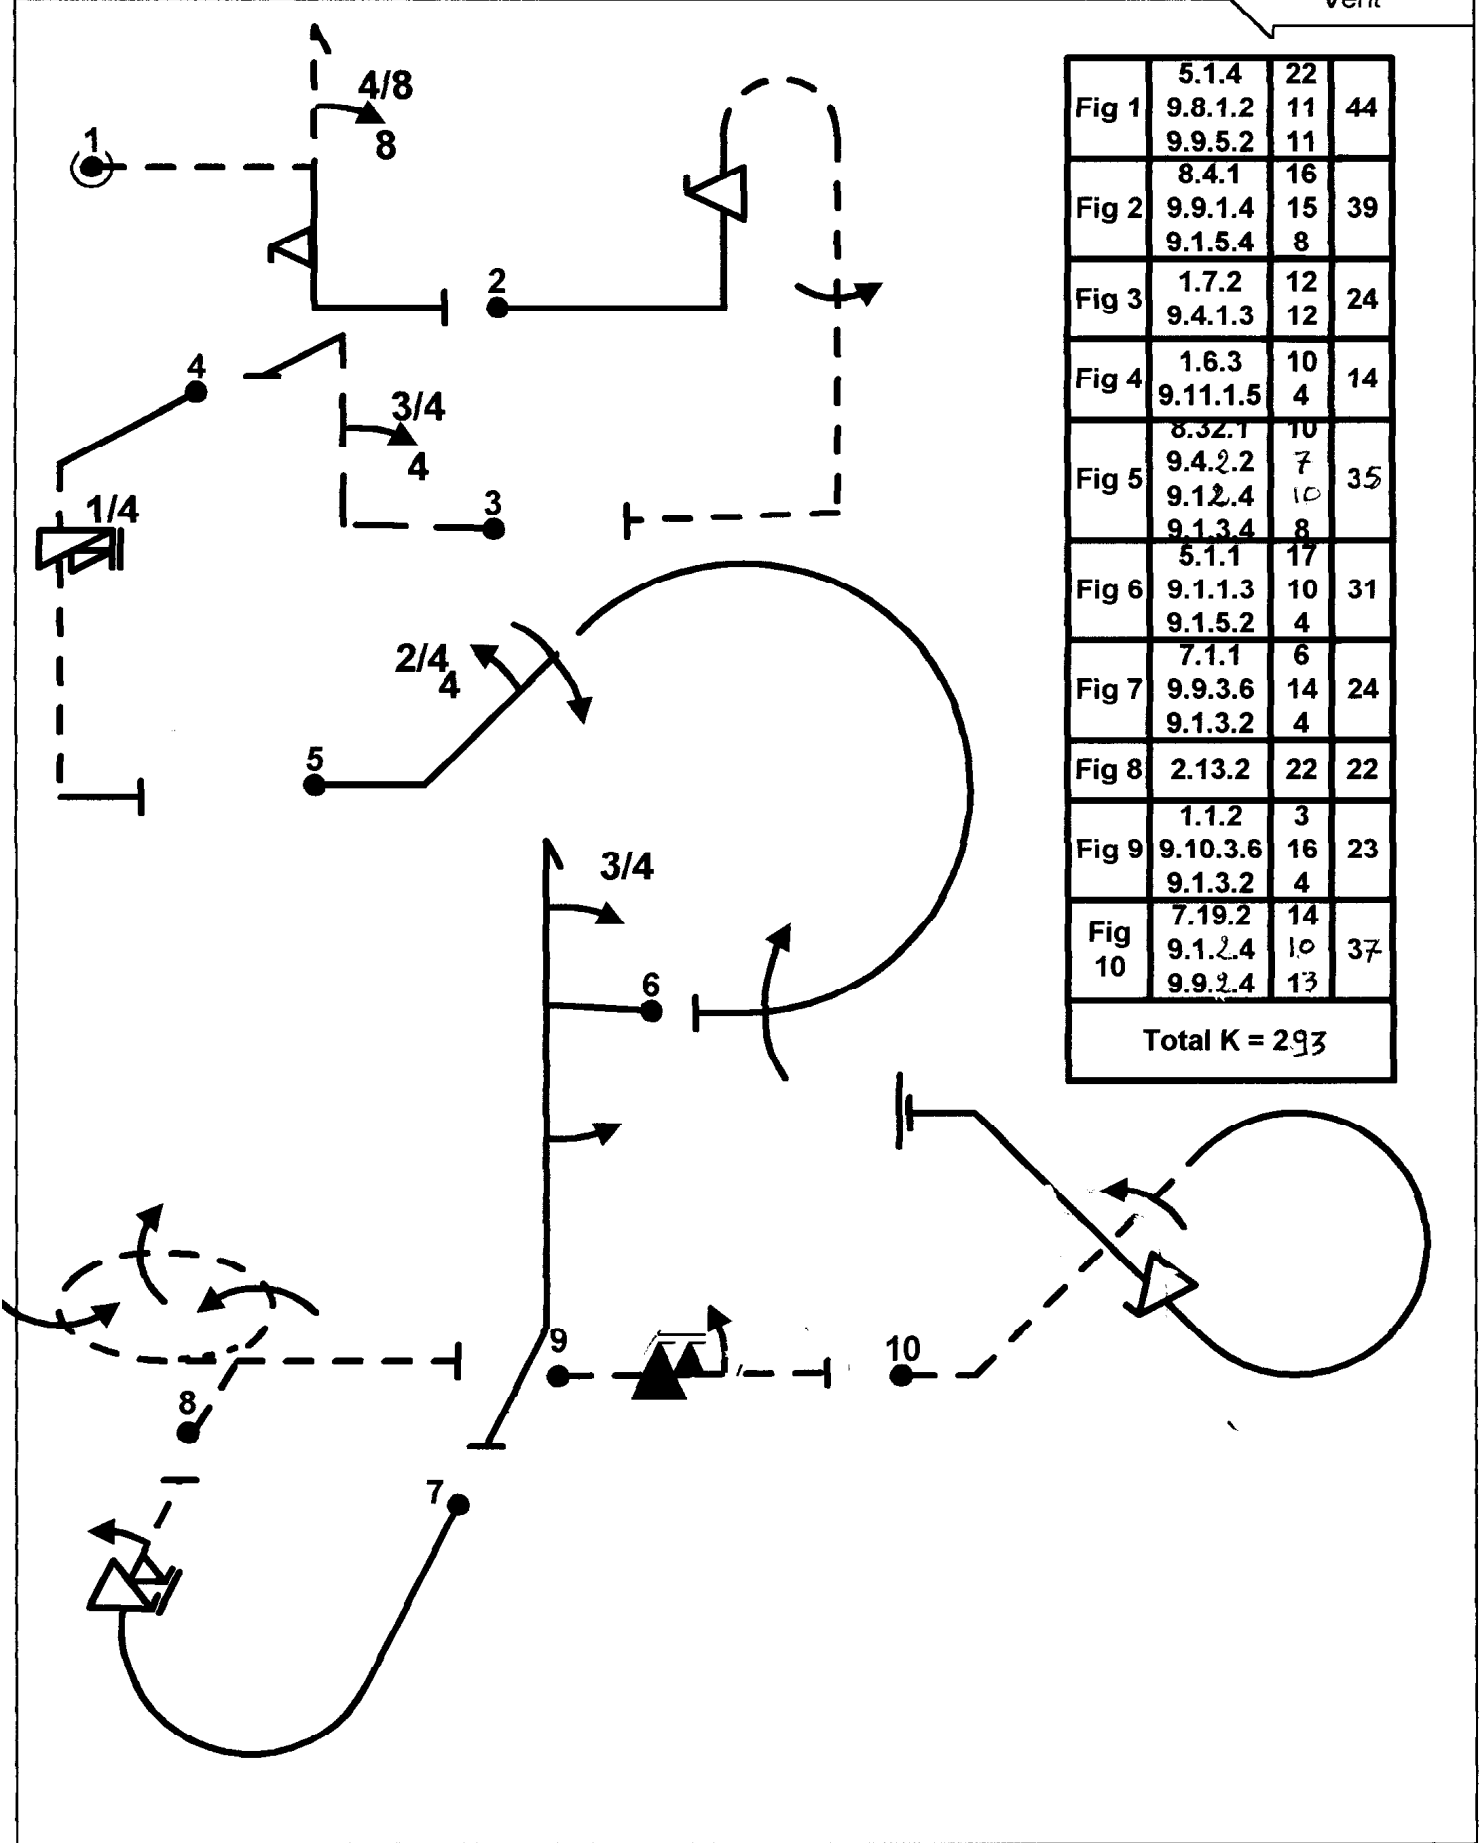 Vent
4/8
8
1
2
4
3/4
4
3
1/4
2/4
4
5
3/4
6
9
10
8
7
Fig 1 5.1.4 22 44
9.8.1.2 11
9.9.5.2 11
Fig 2 8.4.1 16 39
9.9.1.4 15
9.1.5.4 8
Fig 3 1.7.2 12 24
9.4.1.3 12
Fig 4 1.6.3 10 14
9.11.1.5 4
Fig 5 8.32.1 10 35
9.4.2.2 7
9.1.2.4 10
9.1.3.4 8
Fig 6 5.1.1 17 31
9.1.1.3 10
9.1.5.2 4
Fig 7 7.1.1 6 24
9.9.3.6 14
9.1.3.2 4
Fig 8 2.13.2 22 22
Fig 9 1.1.2 3 23
9.10.3.6 16
9.1.3.2 4
Fig 10 7.19.2 14 37
9.1.2.4 10
9.9.2.4 13
Total K = 293